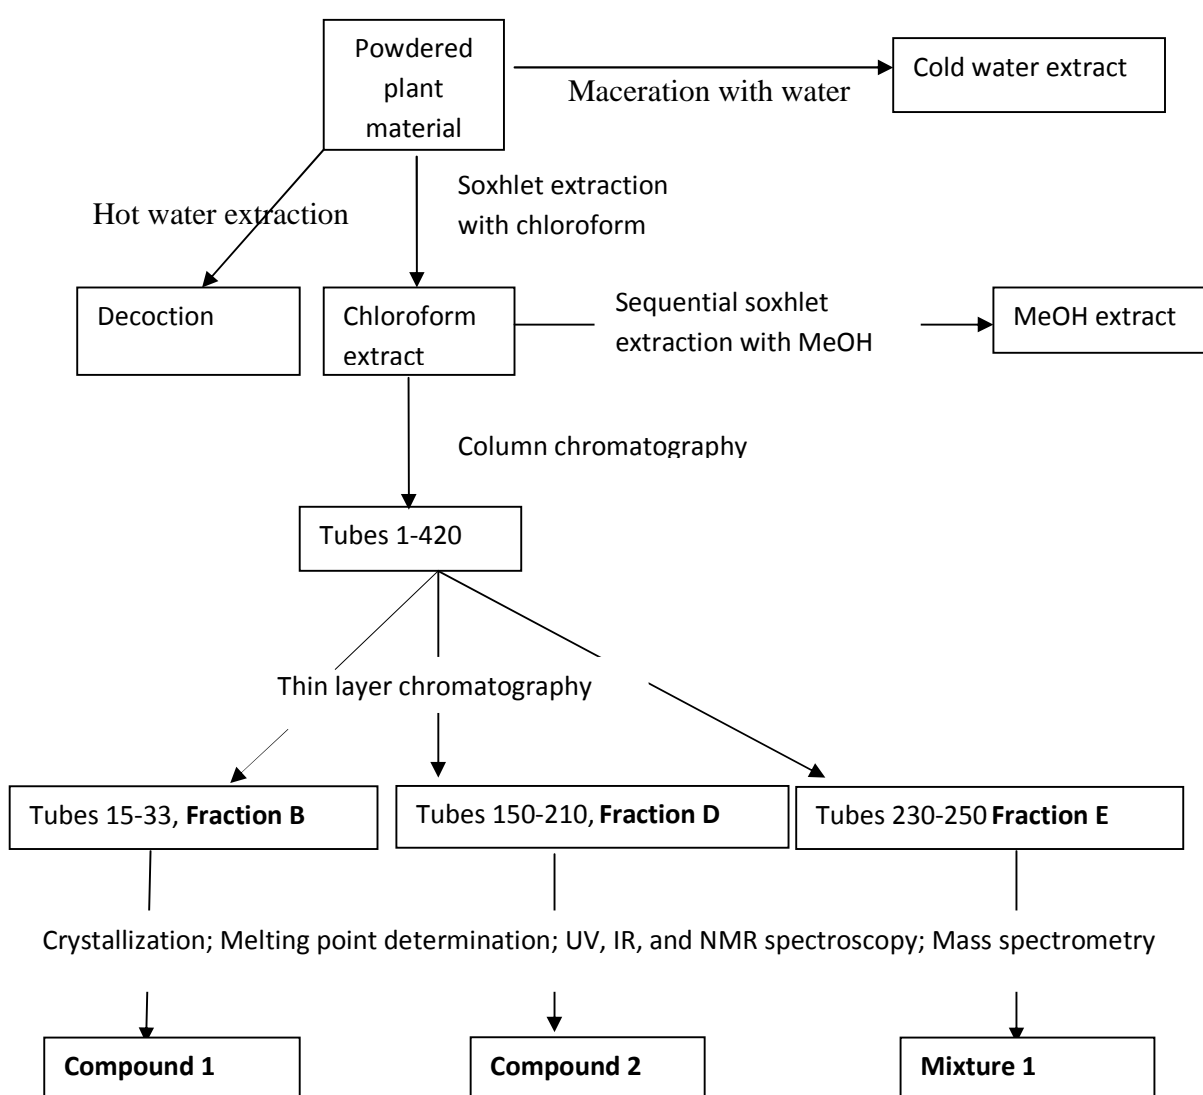 Powdered
plant
material
Maceration with water
Cold water extract
Hot water extraction
Soxhlet extraction
with chloroform
Decoction
Chloroform
extract
Sequential soxhlet
extraction with MeOH
MeOH extract
Column chromatography
Tubes 1-420
Thin layer chromatography
Tubes 15-33, Fraction B
Tubes 150-210, Fraction D
Tubes 230-250 Fraction E
Crystallization; Melting point determination; UV, IR, and NMR spectroscopy; Mass spectrometry
Compound 1
Compound 2
Mixture 1